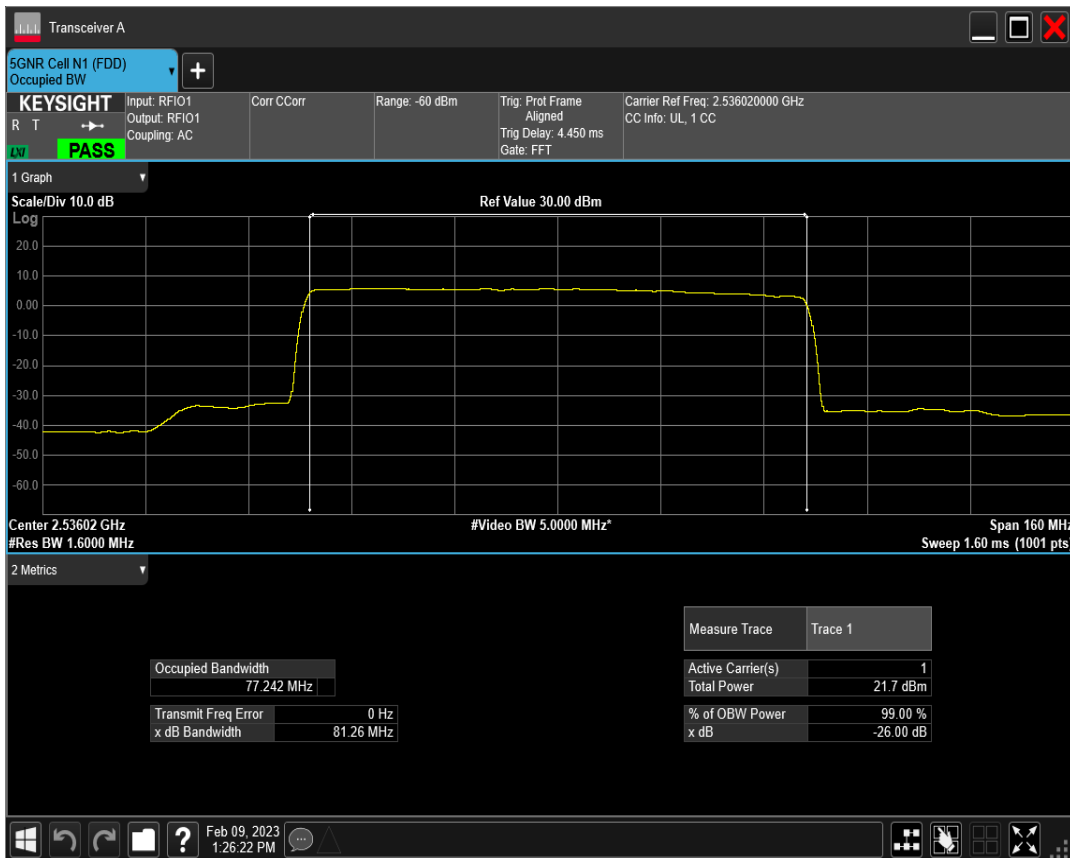 Transceiver A
5GNR Cell N1 (FDD)
Occupied BW
+
KEYSIGHT
R T
LXI
PASS
Input: RFIO1
Output: RFIO1
Coupling: AC
Corr CCorr
Range: -60 dBm
Trig: Prot Frame
Aligned
Trig Delay: 4.450 ms
Gate: FFT
Carrier Ref Freq: 2.536020000 GHz
CC Info: UL, 1 CC
1 Graph
Scale/Div 10.0 dB
Ref Value 30.00 dBm
Log
20.0
10.0
0.00
-10.0
-20.0
-30.0
-40.0
-50.0
-60.0
Center 2.53602 GHz
#Video BW 5.0000 MHz*
Span 160 MHz
#Res BW 1.6000 MHz
Sweep 1.60 ms (1001 pts)
2 Metrics
Measure Trace Trace 1
Occupied Bandwidth
77.242 MHz
Active Carrier(s) 1
Total Power 21.7 dBm
Transmit Freq Error 0 Hz
x dB Bandwidth 81.26 MHz
% of OBW Power 99.00 %
x dB -26.00 dB
?
Feb 09, 2023
1:26:22 PM